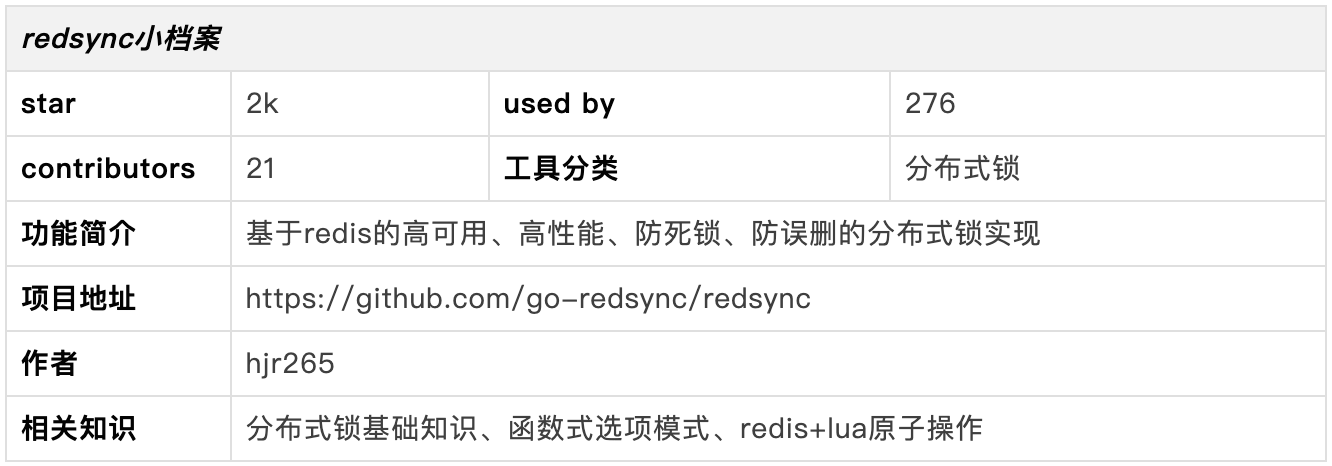 redsync小档案
star 2k used by 276
contributors 21 工具分类 分布式锁
功能简介 基于redis的高可用、高性能、防死锁、防误删的分布式锁实现
项目地址 https://github.com/go-redsync/redsync
作者 hjr265
相关知识 分布式锁基础知识、函数式选项模式、redis+lua原子操作